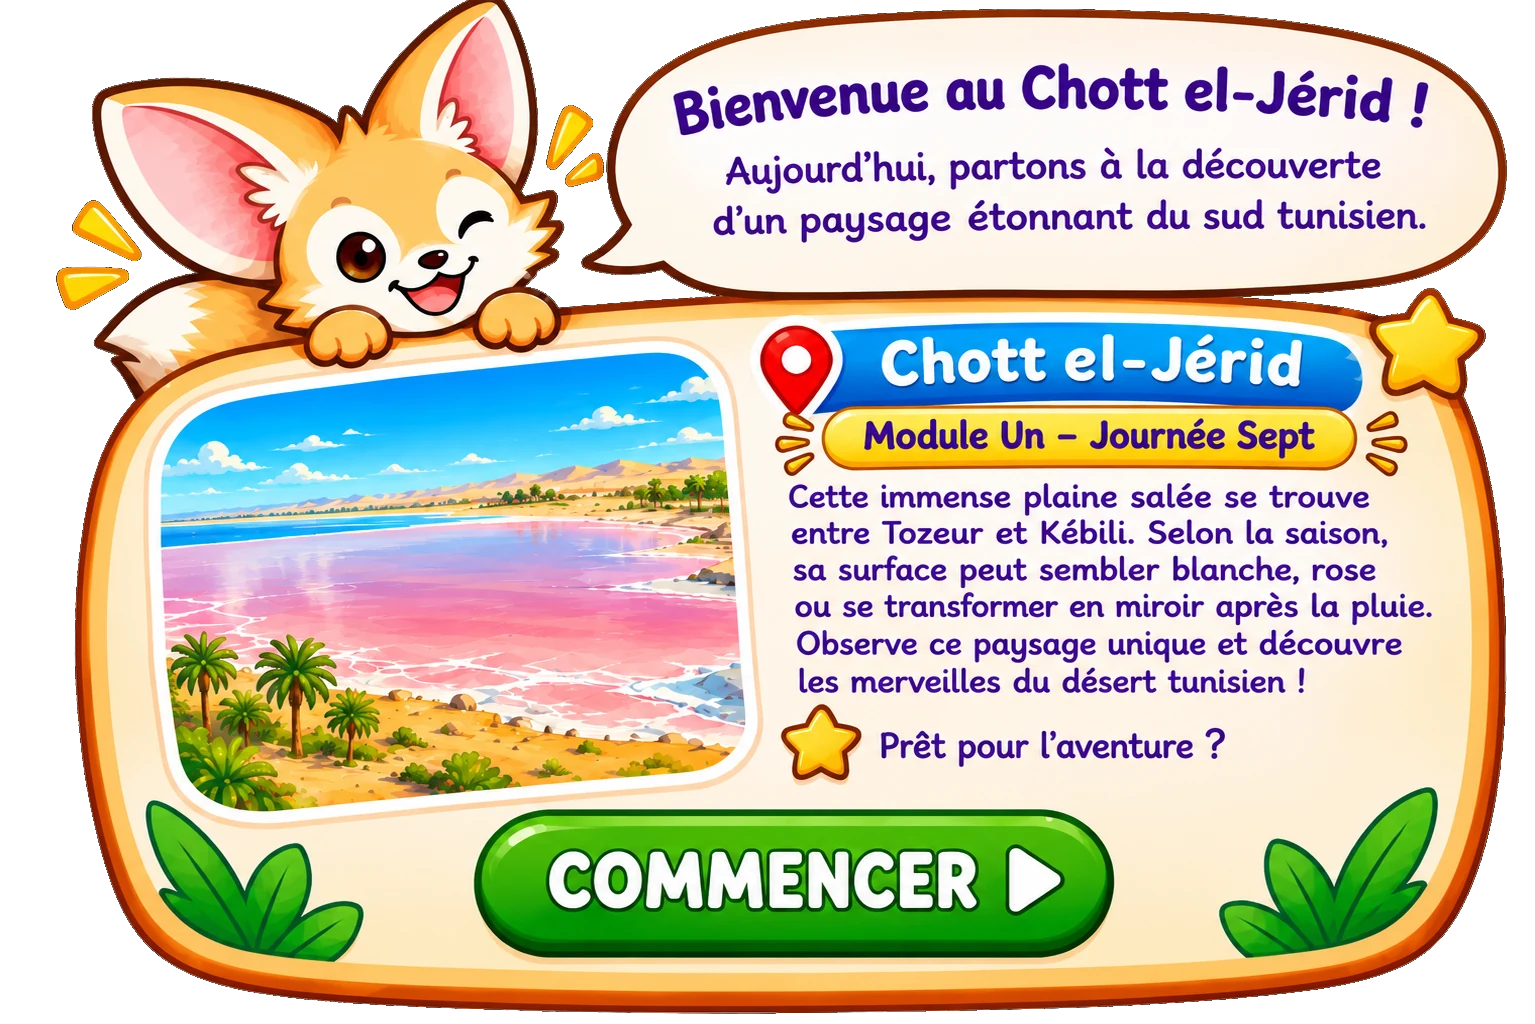 Bienvenue au Chott el-Jérid !
Aujourd’hui, partons à la découverte
d’un paysage étonnant du sud tunisien.
Chott el-Jérid
Module Un – Journée Sept
Cette immense plaine salée se trouve
entre Tozeur et Kébili. Selon la saison,
sa surface peut sembler blanche, rose
ou se transformer en miroir après la pluie.
Observe ce paysage unique et découvre
les merveilles du désert tunisien !
Prêt pour l’aventure ?
COMMENCER